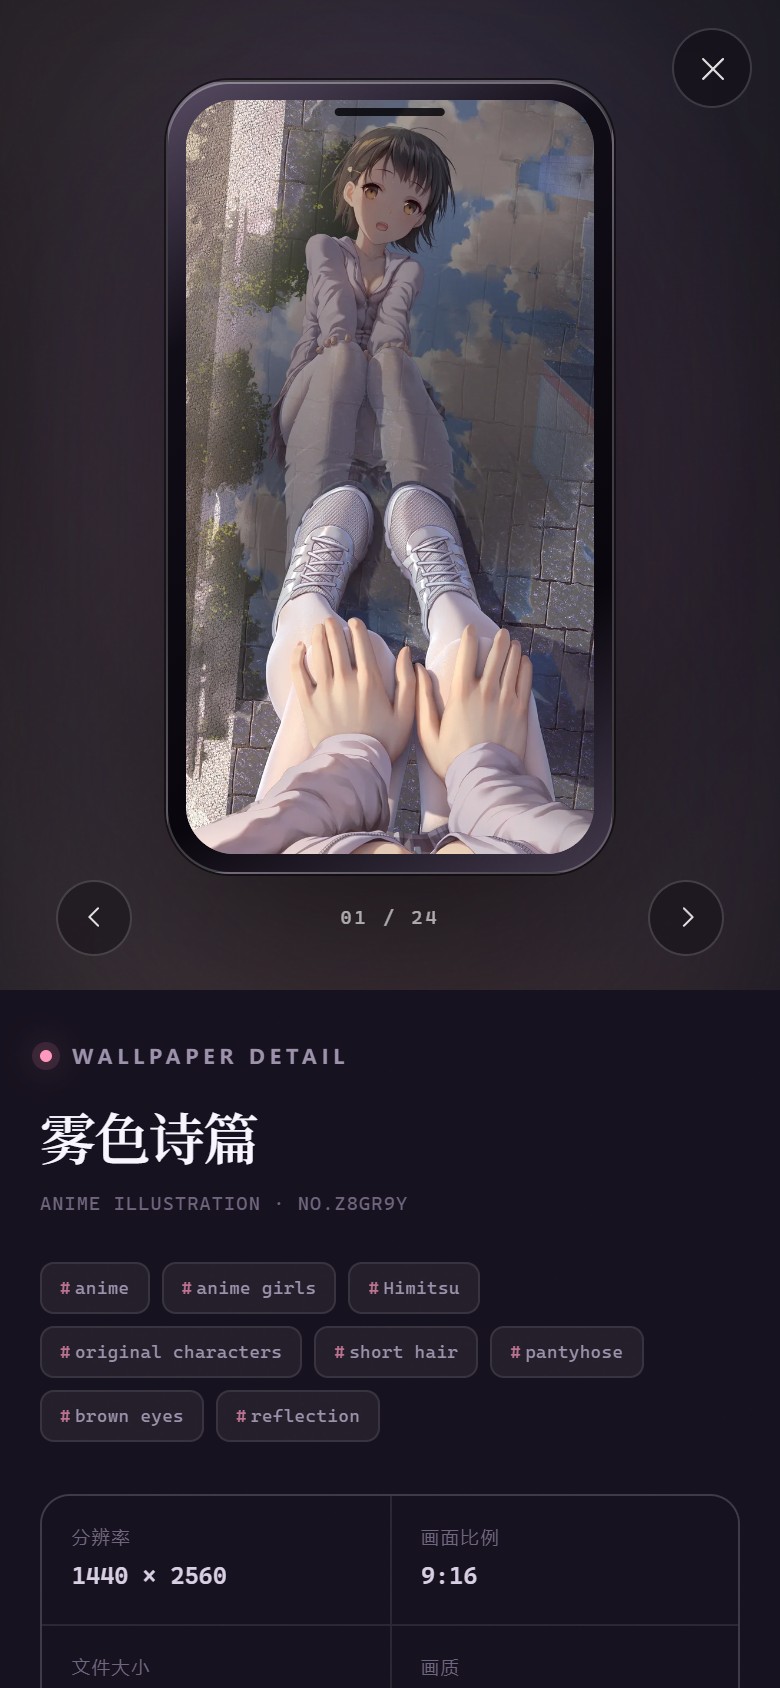 01 / 24
WALLPAPER DETAIL
雾色诗篇
ANIME ILLUSTRATION · NO.Z8GR9Y
#anime #anime girls #Himitsu
#original characters #short hair #pantyhose
#brown eyes #reflection
分辨率 画面比例
1440 × 2560 9:16
文件大小 画质